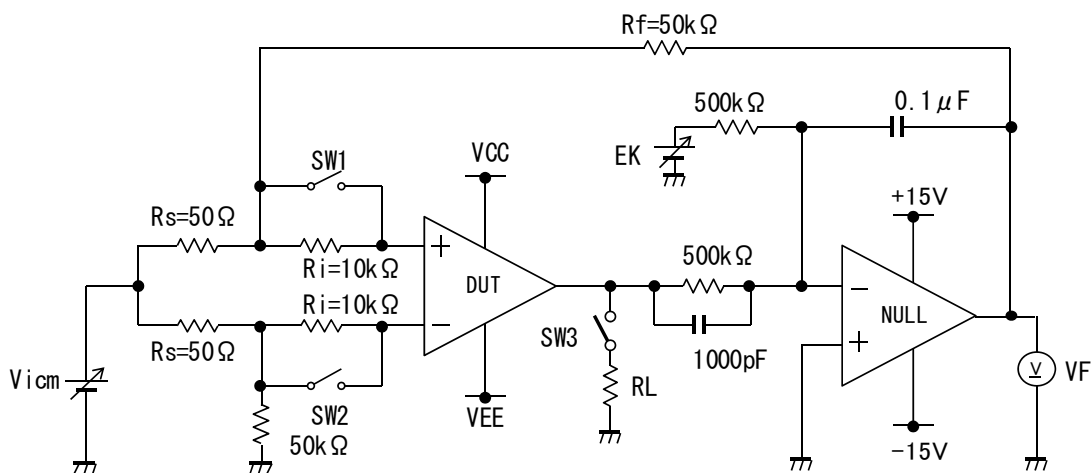 Rf=50kΩ
500kΩ
0.1μF
EK
VCC
SW1
+15V
Rs=50Ω
Ri=10kΩ
500kΩ
DUT
Ri=10kΩ
NULL
Rs=50Ω
SW3
1000pF
V
VF
Vicm
SW2
RL
VEE
50kΩ
-15V